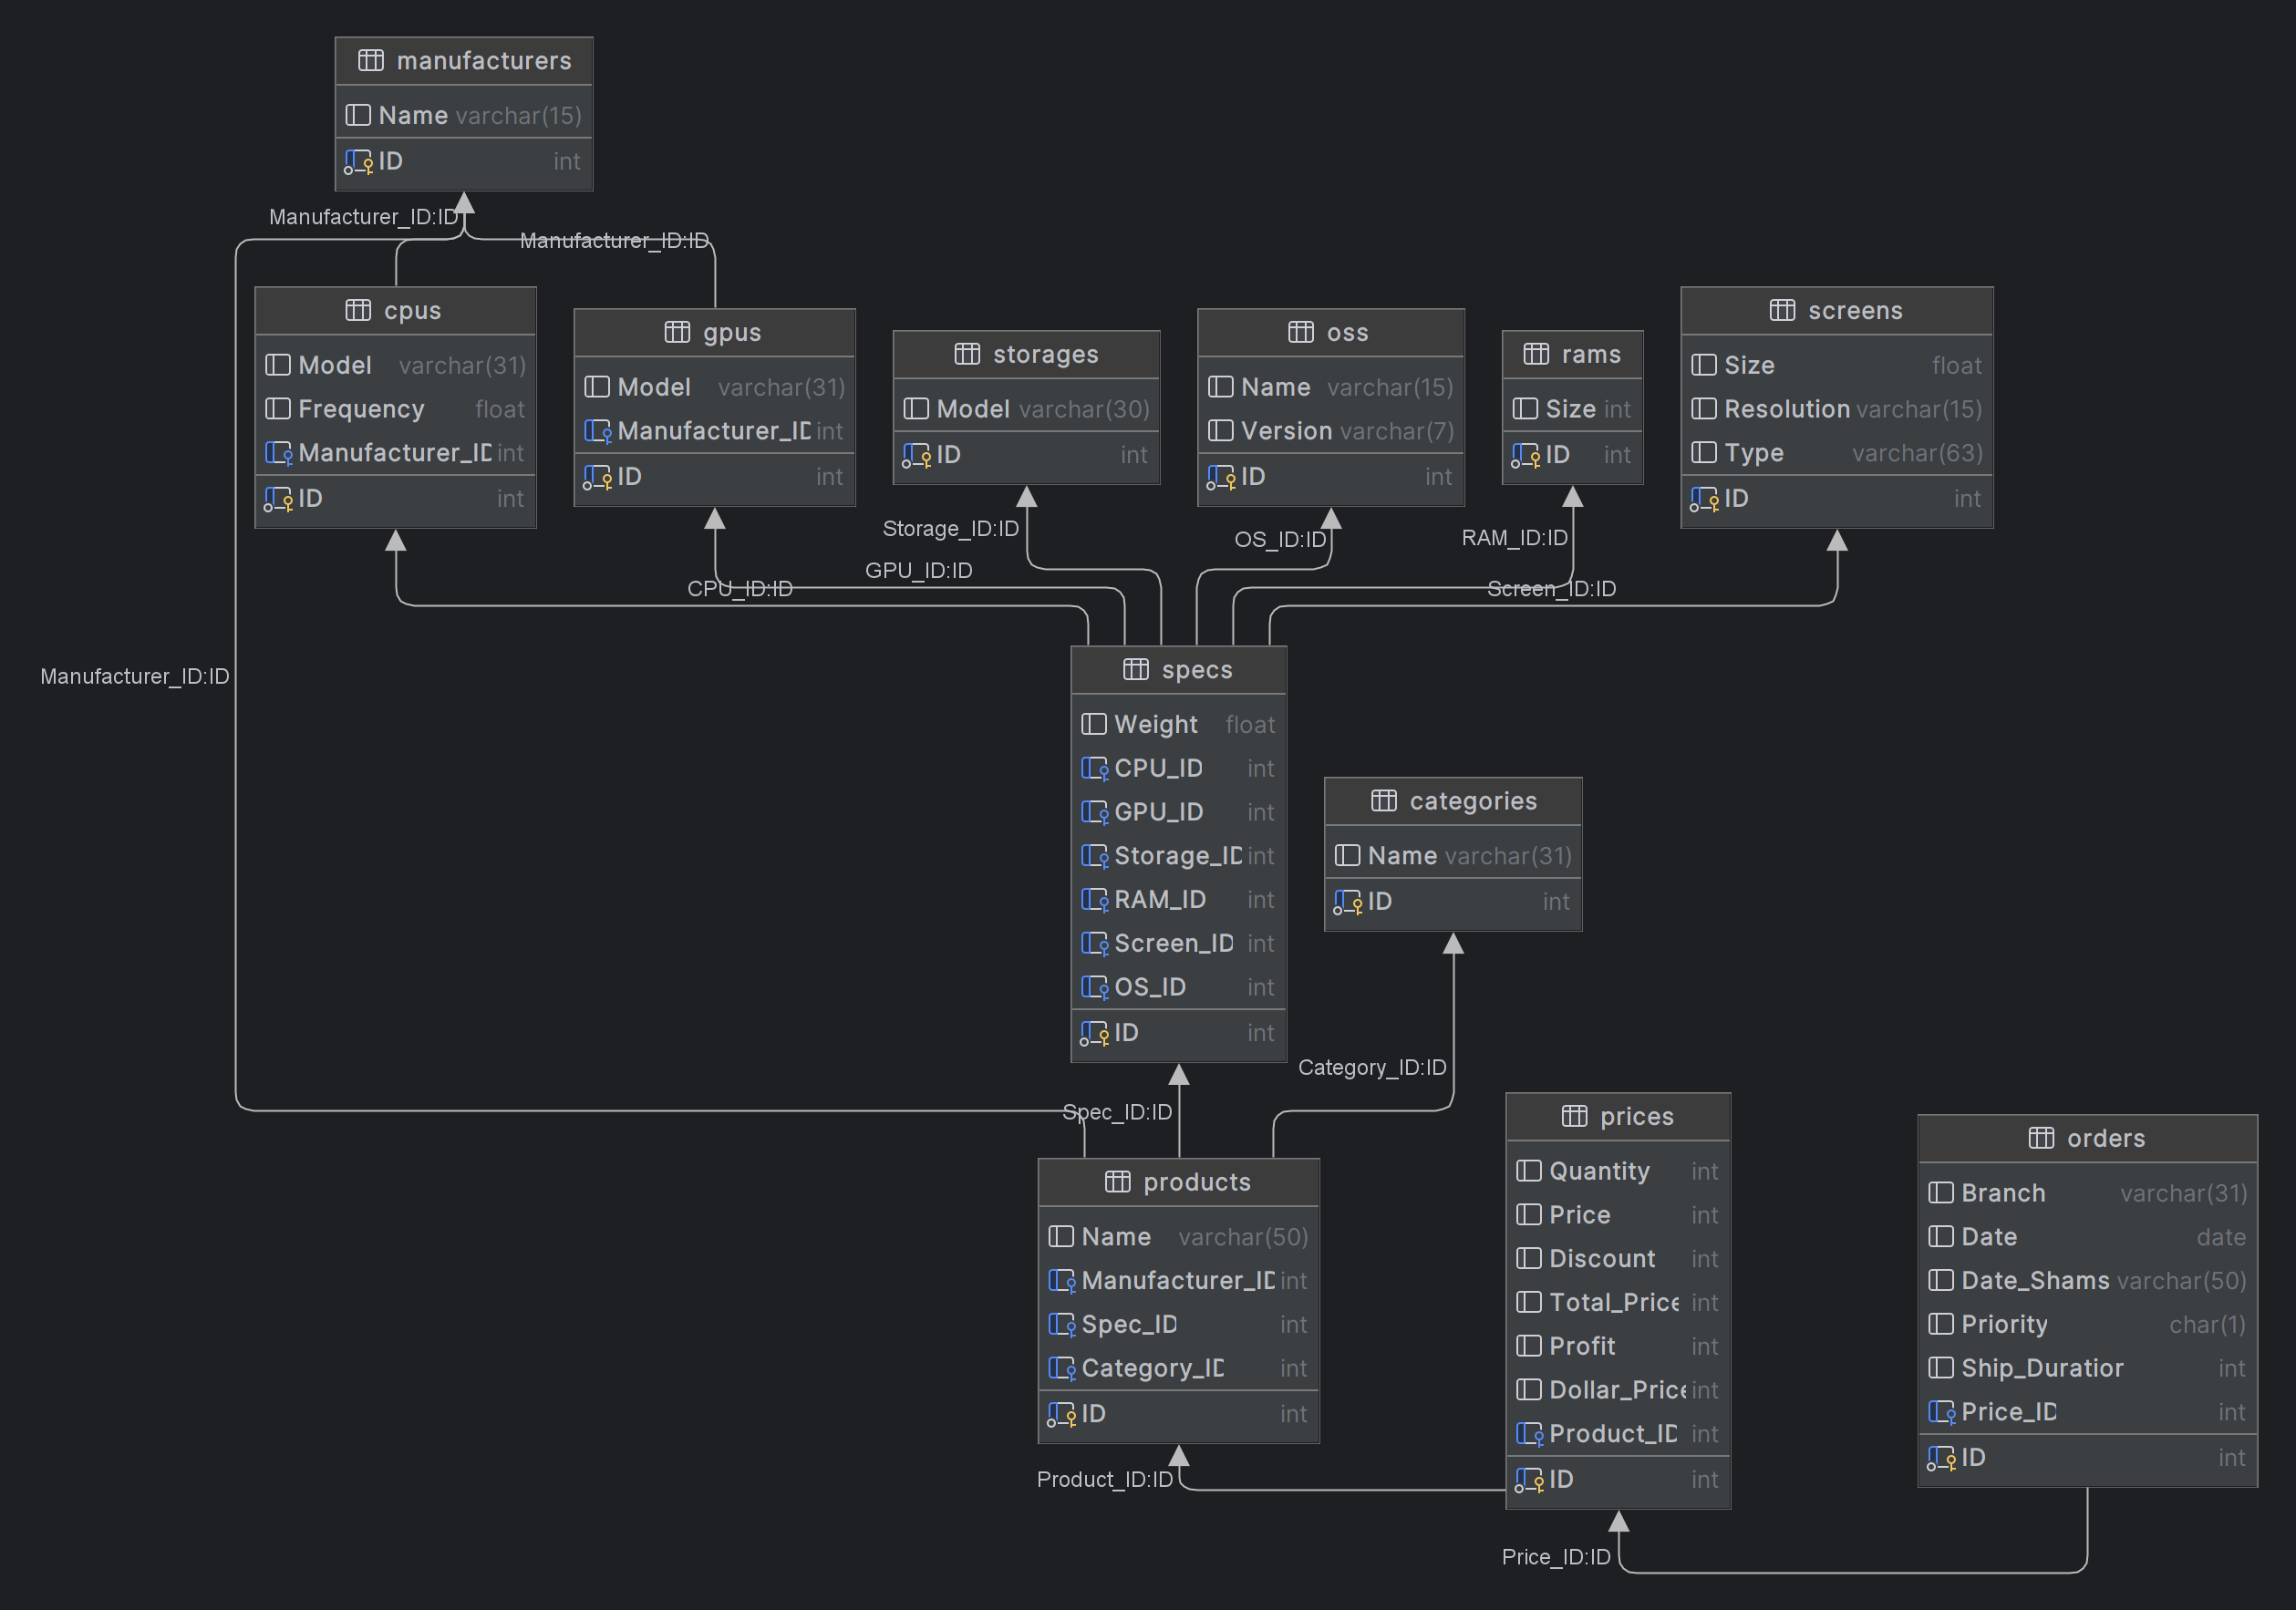 manufacturers
Name varchar(15)
ID int
Manufacturer_ID:ID
Manufacturer_ID:ID
cpus
Model varchar(31)
Frequency float
Manufacturer_ID int
ID int
gpus
Model varchar(31)
Manufacturer_ID int
ID int
storages
Model varchar(30)
ID int
oss
Name varchar(15)
Version varchar(7)
ID int
rams
Size int
ID int
screens
Size float
Resolution varchar(15)
Type varchar(63)
ID int
Storage_ID:ID
OS_ID:ID
RAM_ID:ID
GPU_ID:ID
CPU_ID:ID
Screen_ID:ID
Manufacturer_ID:ID
specs
Weight float
CPU_ID int
GPU_ID int
Storage_ID int
RAM_ID int
Screen_ID int
OS_ID int
ID int
categories
Name varchar(31)
ID int
Category_ID:ID
Spec_ID:ID
products
Name varchar(50)
Manufacturer_ID int
Spec_ID int
Category_ID int
ID int
prices
Quantity int
Price int
Discount int
Total_Price int
Profit int
Dollar_Price int
Product_ID int
ID int
orders
Branch varchar(31)
Date date
Date_Shams varchar(50)
Priority char(1)
Ship_Duration int
Price_ID int
ID int
Product_ID:ID
Price_ID:ID